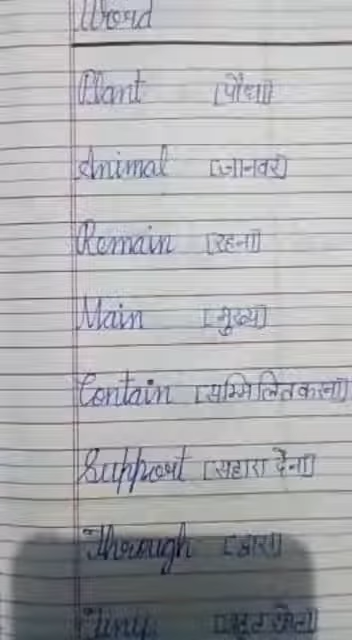 Word
Plant [पौधा]
Animal [जानवर]
Remain [रहना]
Main [मुख्य]
Contain [सम्मिलित करना]
Support [सहारा देना]
Through [द्वारा]
Tiny